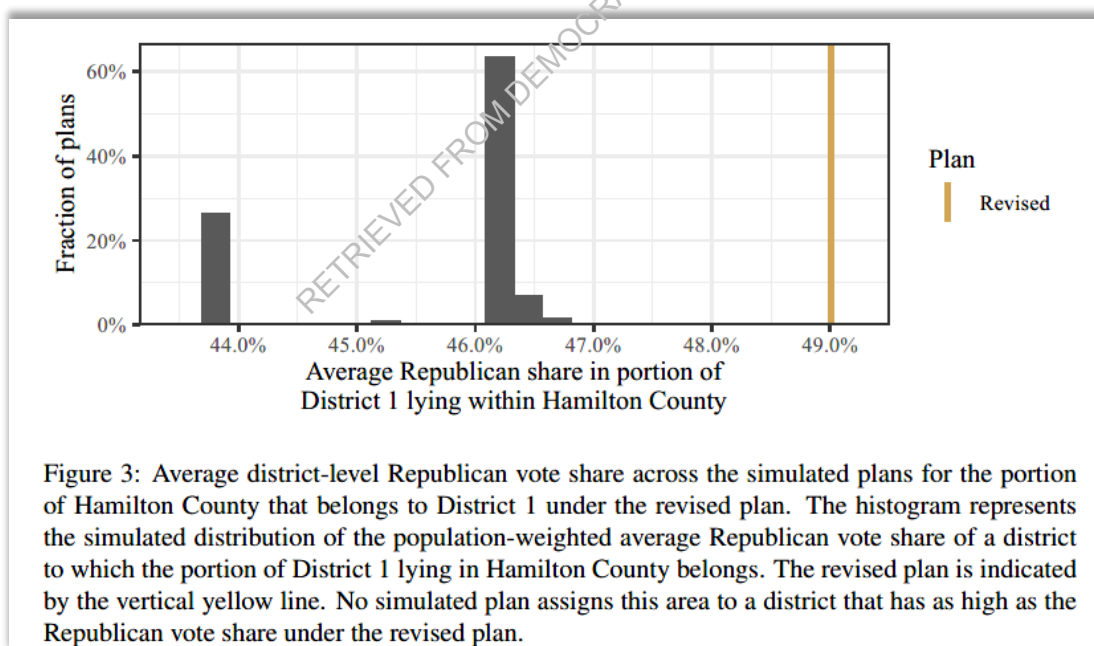 RETRIEVED FROM DEMOCRA
60%
40%
20%
0%
Fraction of plans
44.0% 45.0% 46.0% 47.0% 48.0% 49.0%
Average Republican share in portion of
District 1 lying within Hamilton County
Plan
Revised
Figure 3: Average district-level Republican vote share across the simulated plans for the portion
of Hamilton County that belongs to District 1 under the revised plan. The histogram represents
the simulated distribution of the population-weighted average Republican vote share of a district
to which the portion of District 1 lying in Hamilton County belongs. The revised plan is indicated
by the vertical yellow line. No simulated plan assigns this area to a district that has as high as the
Republican vote share under the revised plan.